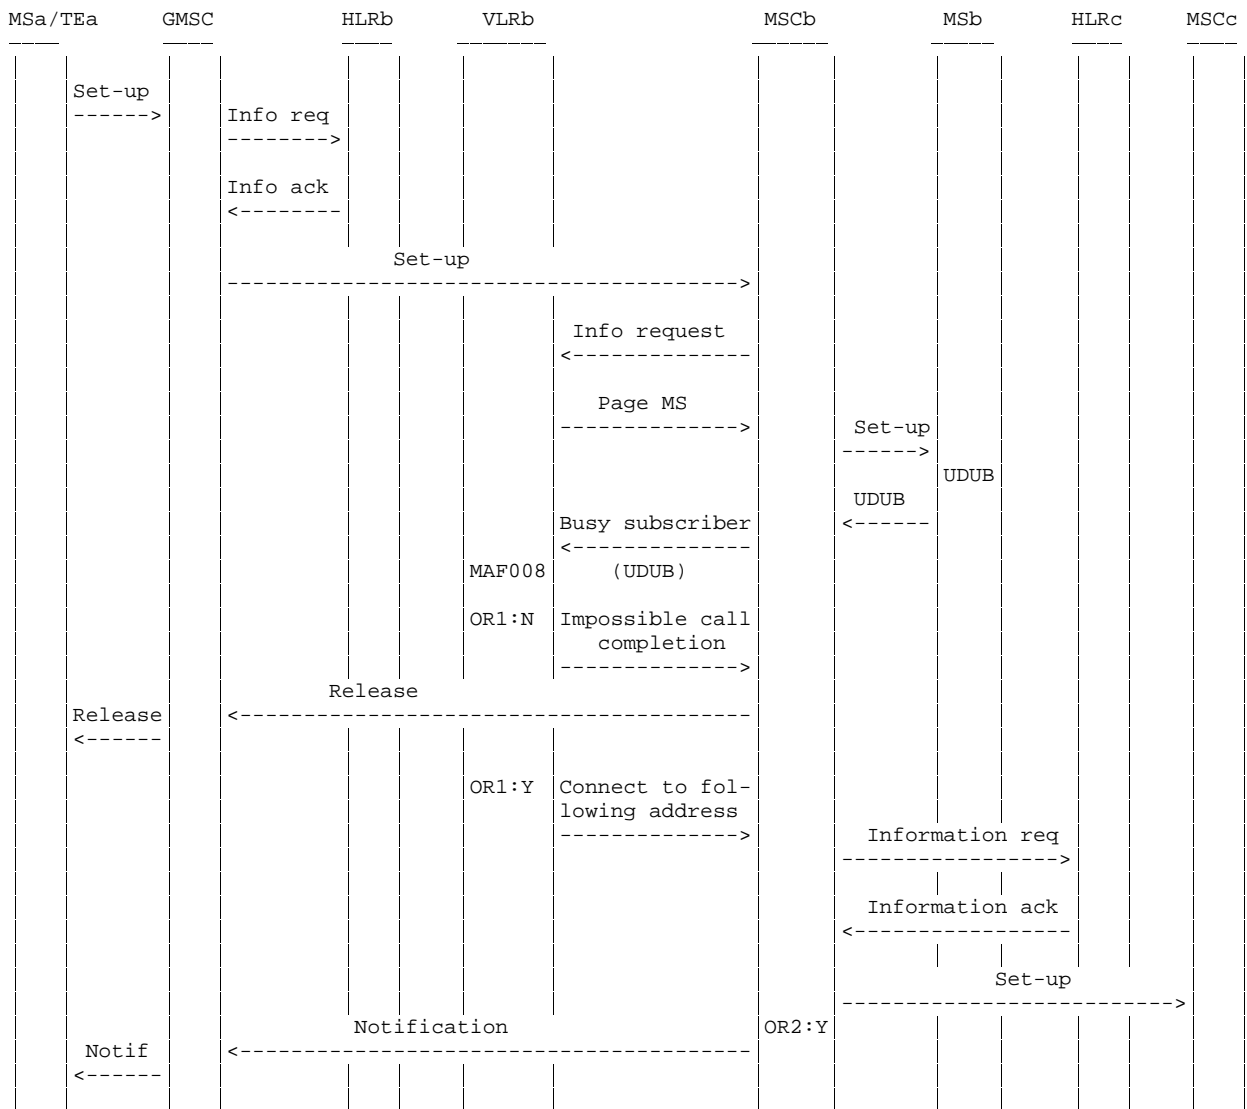 MSa/TEa GMSC HLRb VLRb MSCb MSb HLRc MSCc
Set-up
------>
Info req
-------->
Info ack
<--------
Set-up
---------------------------------------->
Info request
<--------------
Page MS
-------------->
Set-up
------>
UDUB
UDUB
<------
Busy subscriber
<--------------
MAF008 (UDUB)
OR1:N Impossible call
completion
-------------->
Release
<----------------------------------------
Release
<------
OR1:Y Connect to fol-
lowing address
-------------->
Information req
----------------->
Information ack
<-----------------
Set-up
-------------------------->
Notification OR2:Y
<----------------------------------------
Notif
<------